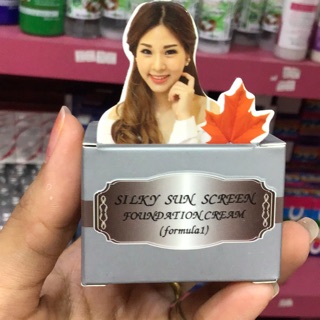 SILKY SUN SCREEN
FOUNDATION CREAM
(formula1)